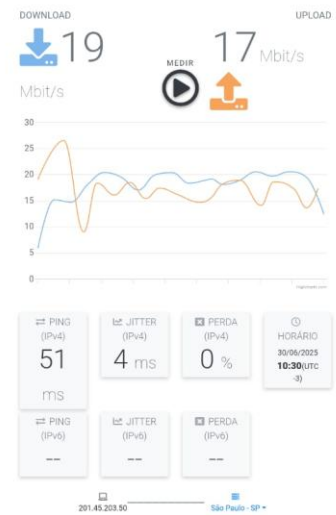 DOWNLOAD
UPLOAD
19
Mbit/s
MEDIR
17 Mbit/s
30
25
20
15
10
5
0
PING
(IPv4)
51
ms
JITTER
(IPv4)
4 ms
PERDA
(IPv4)
0 %
HORÁRIO
30/06/2025
10:30(UTC
-3)
PING
(IPv6)
--
JITTER
(IPv6)
--
PERDA
(IPv6)
--
201.45.203.50
São Paulo - SP